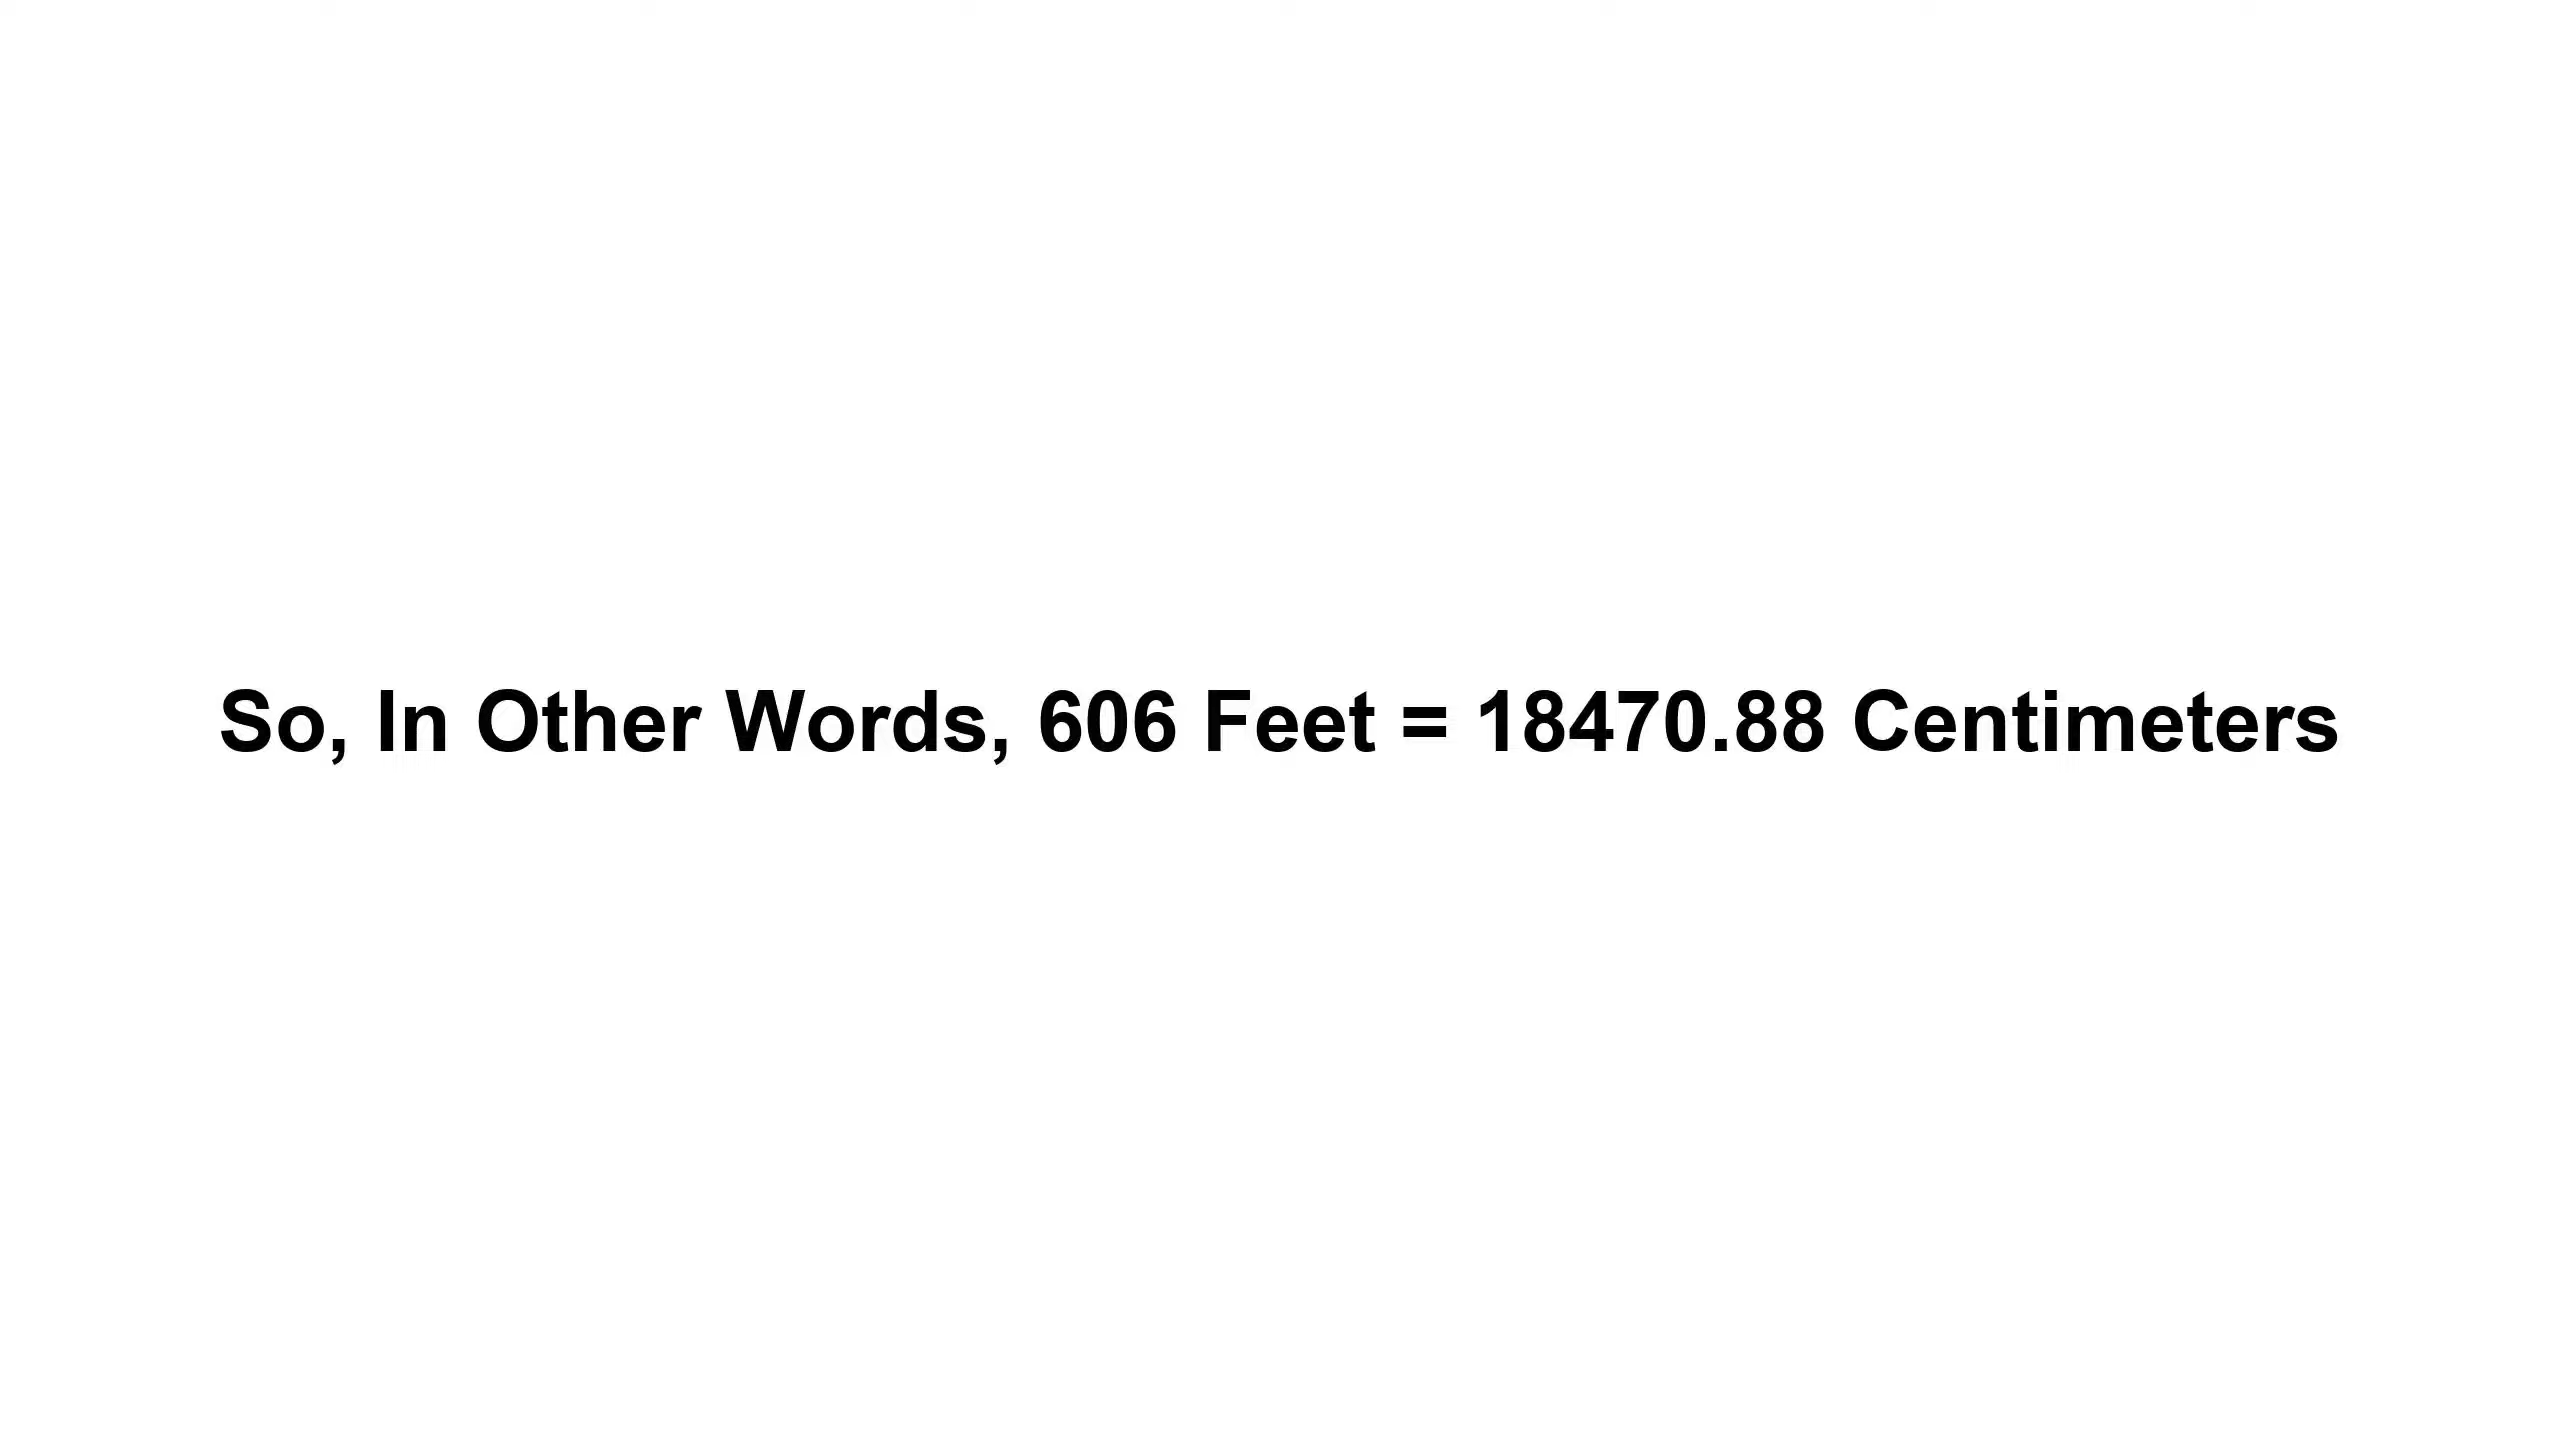 So, In Other Words, 606 Feet = 18470.88 Centimeters